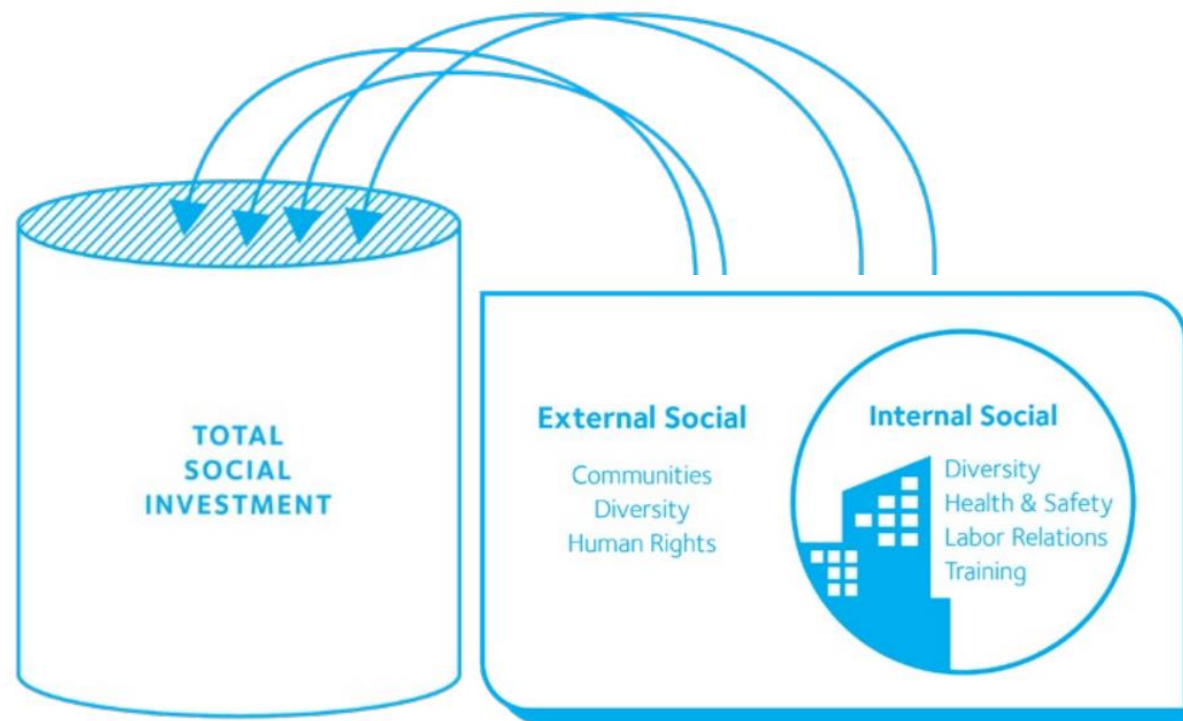 TOTAL
SOCIAL
INVESTMENT
External Social
Communities
Diversity
Human Rights
Internal Social
Diversity
Health & Safety
Labor Relations
Training